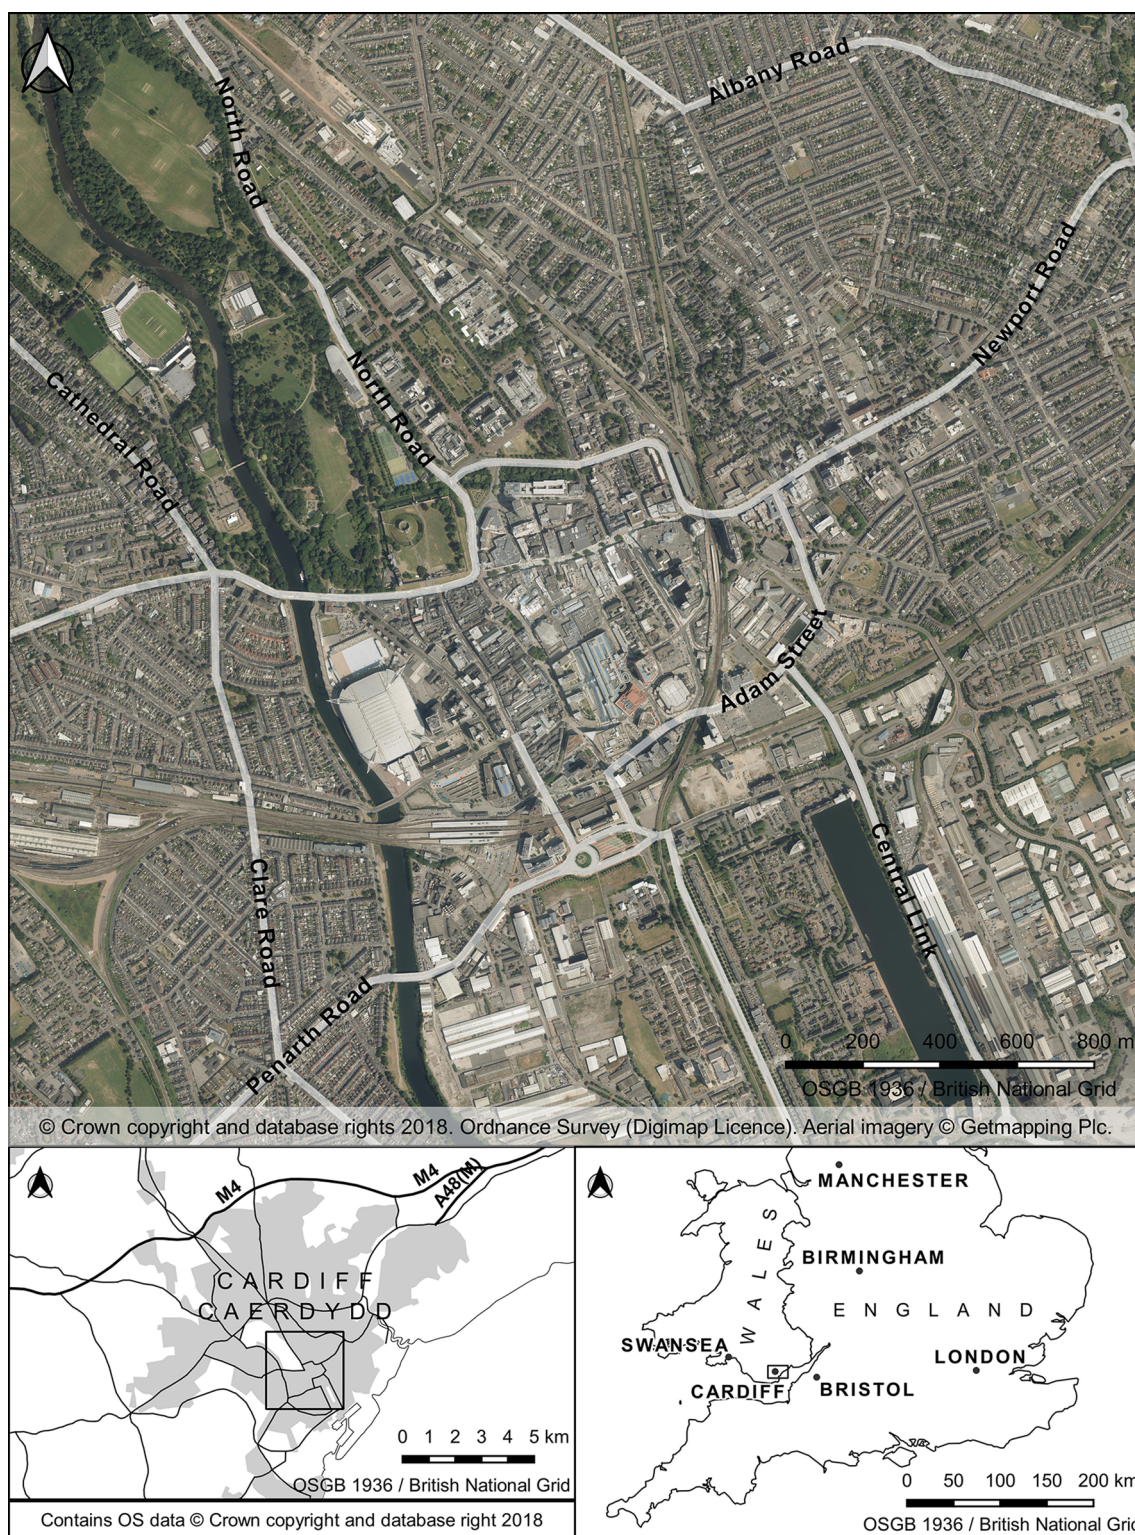 Albany Road
North Road
Newport Road
North Road
Cathedral Road
Adam Street
Central Link
Clare Road
Penarth Road
0 200 400 600 800 m
OSGB 1936 / British National Grid
© Crown copyright and database rights 2018. Ordnance Survey (Digimap Licence). Aerial imagery © Getmapping Plc.
M4
M4
A48(M)
CARDIFF
CAERDYDD
0 1 2 3 4 5 km
OSGB 1936 / British National Grid
Contains OS data © Crown copyright and database right 2018
MANCHESTER
WALES
BIRMINGHAM
ENGLAND
SWANSEA
LONDON
CARDIFF
BRISTOL
0 50 100 150 200 km
OSGB 1936 / British National Grid